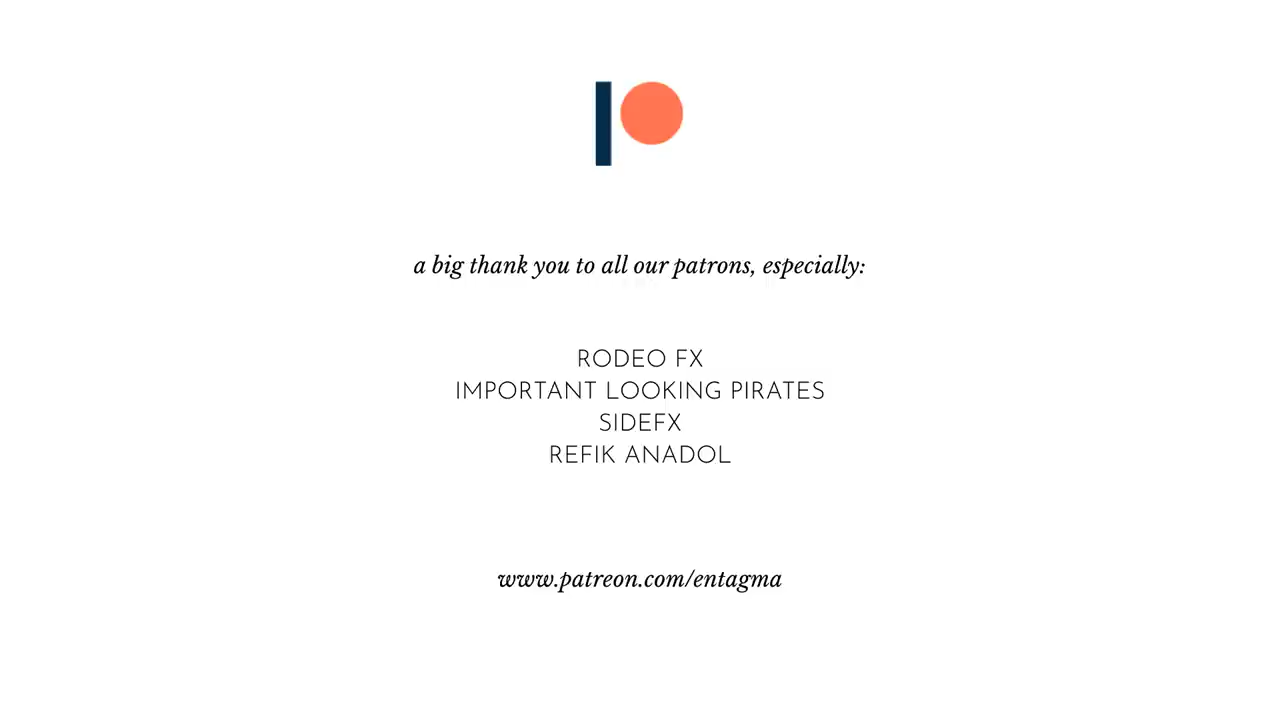 a big thank you to all our patrons, especially:
RODEO FX
IMPORTANT LOOKING PIRATES
SIDEFX
REFIK ANADOL
www.patreon.com/entagma